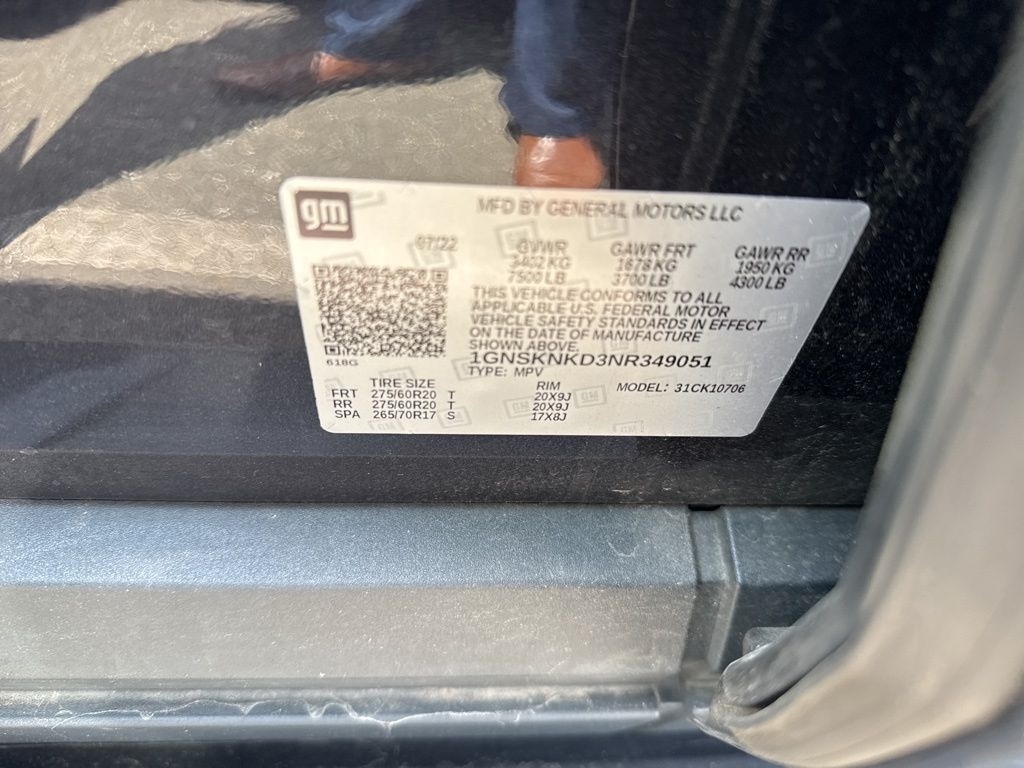 gm
MFD BY GENERAL MOTORS LLC
07/22 GVWR GAWR FRT GAWR RR
3402 KG 1678 KG 1950 KG
7500 LB 3700 LB 4300 LB
THIS VEHICLE CONFORMS TO ALL
APPLICABLE U.S. FEDERAL MOTOR
VEHICLE SAFETY STANDARDS IN EFFECT
ON THE DATE OF MANUFACTURE
SHOWN ABOVE.
618G
1GNSKNKD3NR349051
TYPE: MPV
TIRE SIZE RIM MODEL: 31CK10706
FRT 275/60R20 T 20X9J
RR 275/60R20 T 20X9J
SPA 265/70R17 S 17X8J